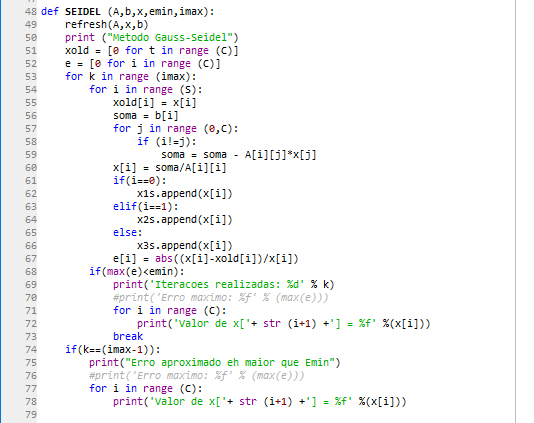 48 def SEIDEL (A,b,x,emin,imax):
49     refresh(A,x,b)
50     print ("Metodo Gauss-Seidel")
51     xold = [0 for t in range (C)]
52     e = [0 for i in range (C)]
53     for k in range (imax):
54         for i in range (S):
55             xold[i] = x[i]
56             soma = b[i]
57             for j in range (0,C):
58                 if (i!=j):
59                     soma = soma - A[i][j]*x[j]
60             x[i] = soma/A[i][i]
61             if(i==0):
62                 x1s.append(x[i])
63             elif(i==1):
64                 x2s.append(x[i])
65             else:
66                 x3s.append(x[i])
67             e[i] = abs((x[i]-xold[i])/x[i])
68         if(max(e)<emin):
69             print('Iteracoes realizadas: %d' % k)
70             #print('Erro maximo: %f' % (max(e)))
71             for i in range (C):
72                 print('Valor de x['+ str (i+1) +'] = %f' %(x[i]))
73             break
74     if(k==(imax-1)):
75         print("Erro aproximado eh maior que Emin")
76         #print('Erro maximo: %f' % (max(e)))
77         for i in range (C):
78             print('Valor de x['+ str (i+1) +'] = %f' %(x[i]))
79